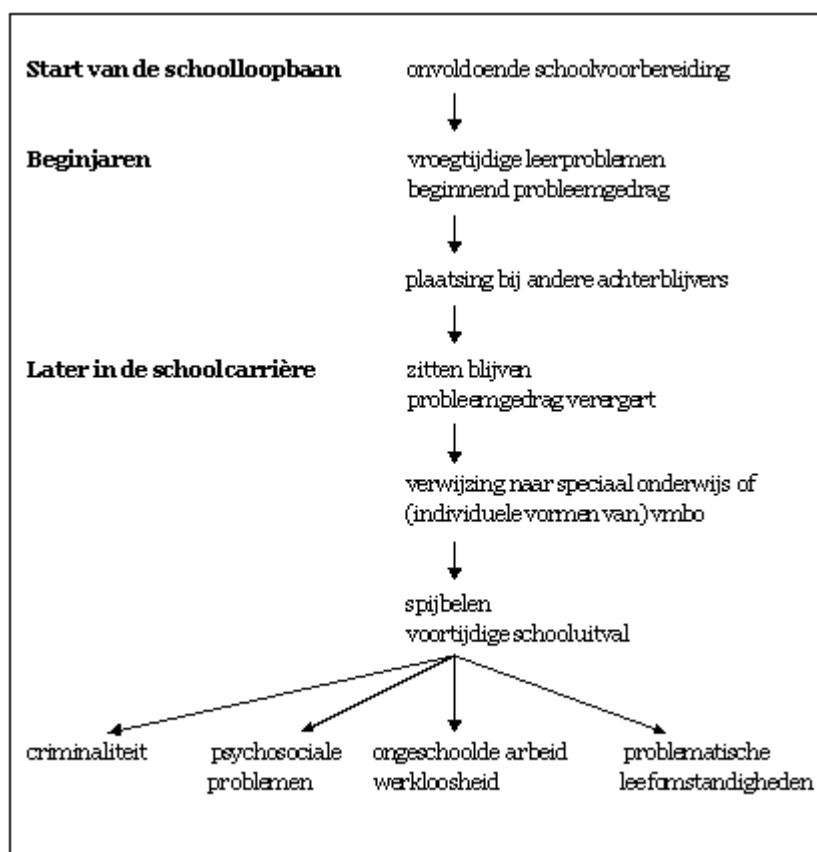 Start van de schoolloopbaan onvoldoende schoolvoorbereiding
Beginjaren vroegtijdige leerproblemen
beginnend probleemgedrag
plaatsing bij andere achterblijvers
Later in de schoolcarrière zitten blijven
probleemgedrag verergert
verwijzing naar speciaal onderwijs of
(individuele vormen van) vmbo
spijbelen
voortijdige schooluitval
criminaliteit psychosociale ongeschoolde arbeid problematische
problemen werkloosheid leefomstandigheden